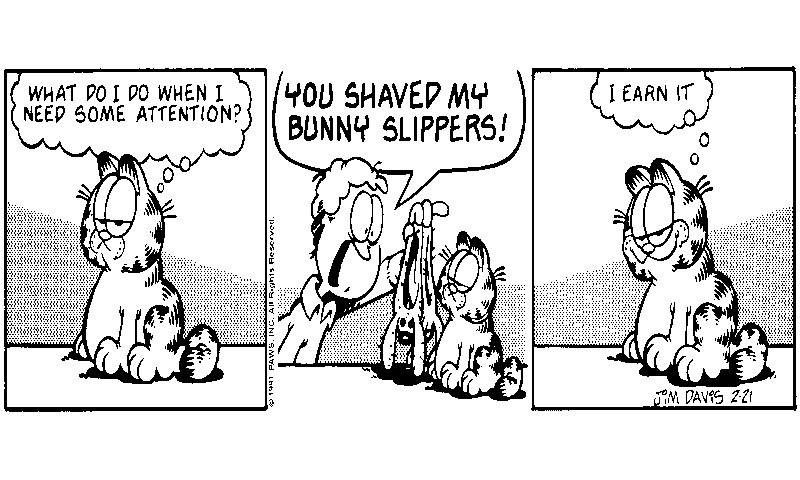 WHAT DO I DO WHEN I
NEED SOME ATTENTION?
YOU SHAVED MY
BUNNY SLIPPERS!
© 1991 PAWS, INC. All Rights Reserved.
I EARN IT
JIM DAVIS 2·21